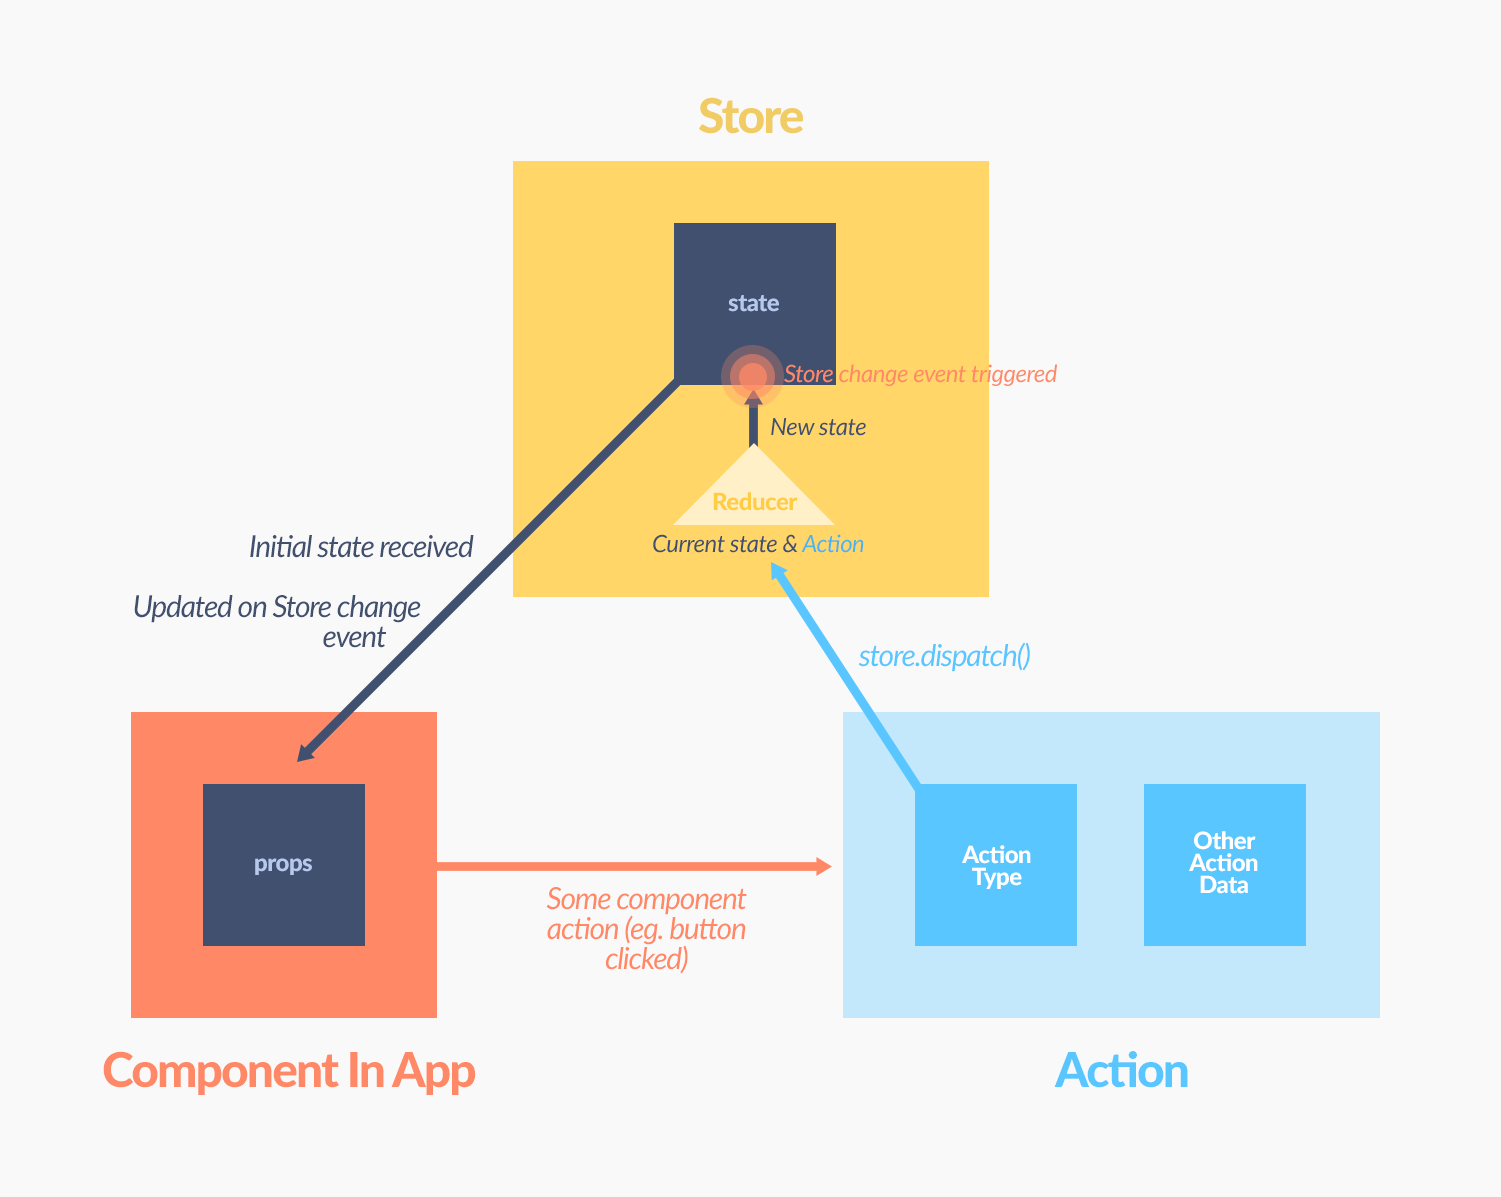 Store
state
Store change event triggered
New state
Reducer
Current state & Action
Initial state received
Updated on Store change
event
store.dispatch()
props
Some component
action (eg. button
clicked)
Action
Type
Other
Action
Data
Component In App
Action